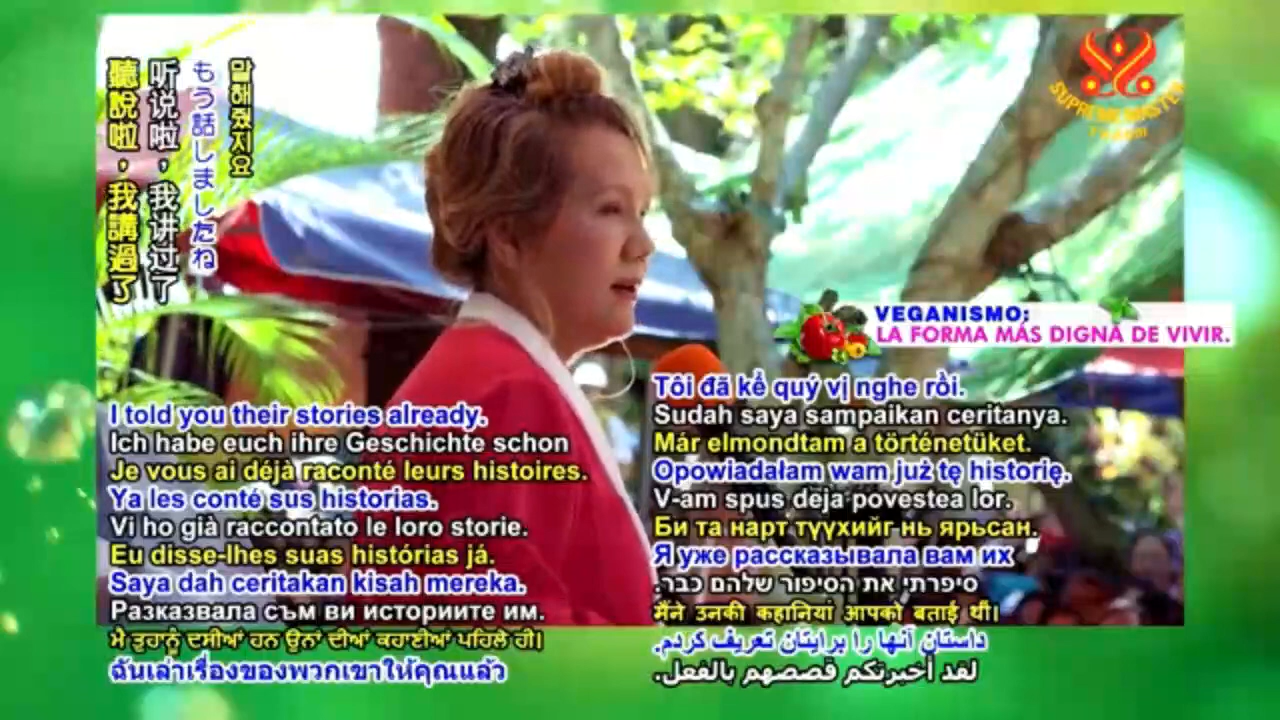 聽說啦，我講過了
听说啦，我讲过了
もう話しましたね
말해줬지요
SUPREME MASTER
TV.COM
VEGANISMO:
LA FORMA MÁS DIGNA DE VIVIR.
I told you their stories already.
Ich habe euch ihre Geschichte schon
Je vous ai déjà raconté leurs histoires.
Ya les conté sus historias.
Vi ho già raccontato le loro storie.
Eu disse-lhes suas histórias já.
Saya dah ceritakan kisah mereka.
Разказвала съм ви историите им.
ਮੈ ਤੁਹਾਨੂੰ ਦਸੀਆਂ ਹਨ ਉਨਾਂ ਦੀਆਂ ਕਹਾਣੀਆਂ ਪਹਿਲੇ ਹੀ।
ฉันเล่าเรื่องของพวกเขาให้คุณแล้ว
Tôi đã kể quý vị nghe rồi.
Sudah saya sampaikan ceritanya.
Már elmondtam a történetüket.
Opowiadałam wam już tę historię.
V-am spus deja povestea lor.
Би та нарт түүхийг нь ярьсан.
Я уже рассказывала вам их
סיפרתי את הסיפור שלהם כבר.
मैंने उनकी कहानियां आपको बताई थीं।
داستان آنها را برایتان تعریف کردم.
لقد أخبرتكم قصصهم بالفعل.